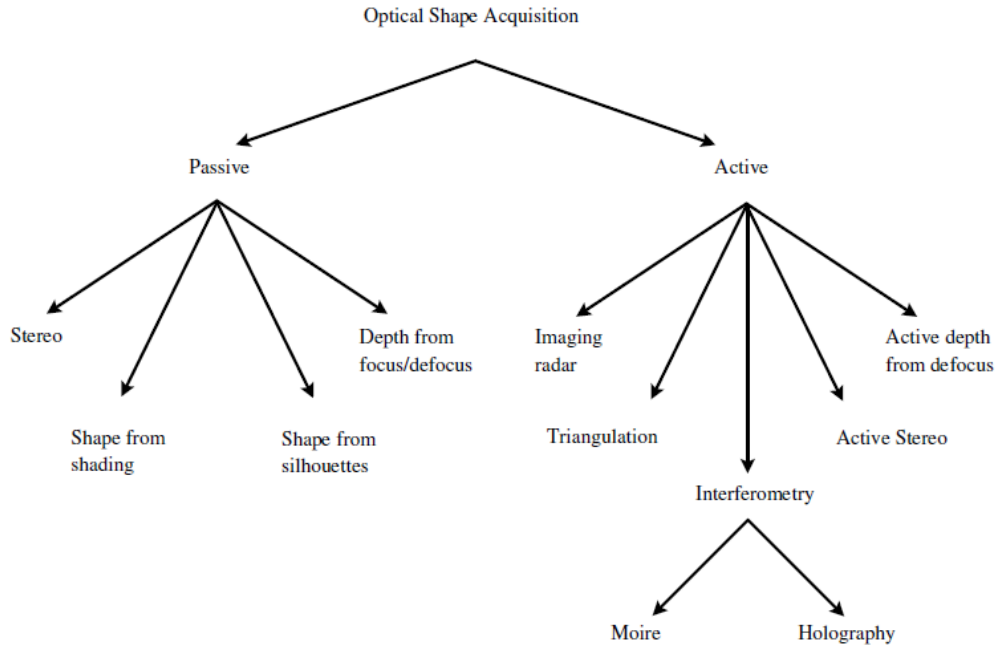 Optical Shape Acquisition
Passive
Active
Stereo
Depth from
focus/defocus
Imaging
radar
Active depth
from defocus
Shape from
shading
Shape from
silhouettes
Triangulation
Active Stereo
Interferometry
Moire
Holography